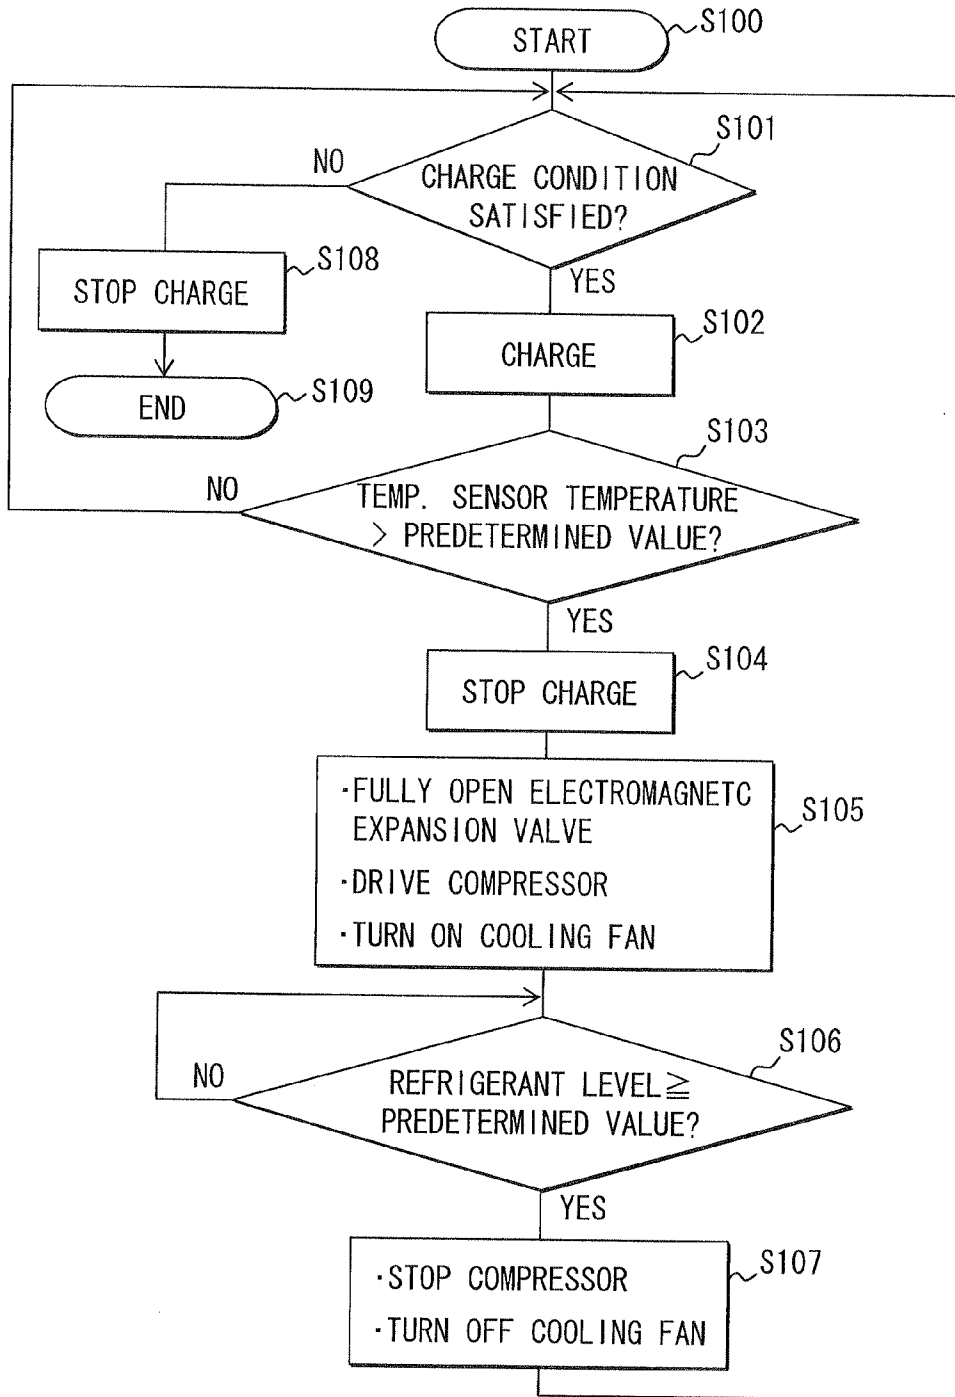 START
S100
S101
NO
CHARGE CONDITION
SATISFIED?
S108
STOP CHARGE
YES
S102
CHARGE
S109
END
S103
NO
TEMP. SENSOR TEMPERATURE
> PREDETERMINED VALUE?
YES
S104
STOP CHARGE
·FULLY OPEN ELECTROMAGNETC
EXPANSION VALVE
S105
·DRIVE COMPRESSOR
·TURN ON COOLING FAN
S106
NO
REFRIGERANT LEVEL≧
PREDETERMINED VALUE?
YES
S107
·STOP COMPRESSOR
·TURN OFF COOLING FAN